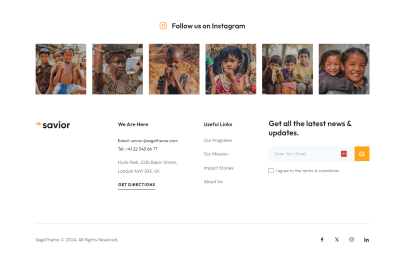 Follow us on Instagram
savior
We Are Here
Email: savior@sagetheme.com
Tel: +41 22 345 66 77
Hyde Park, 221b Baker Street,
London NW1 6XE, UK
GET DIRECTIONS
Useful Links
Our Programs
Our Mission
Impact Stories
About Us
Get all the latest news &
updates.
Enter Your Email
I agree to the terms & conditions
SageTheme © 2024. All Rights Reserved.